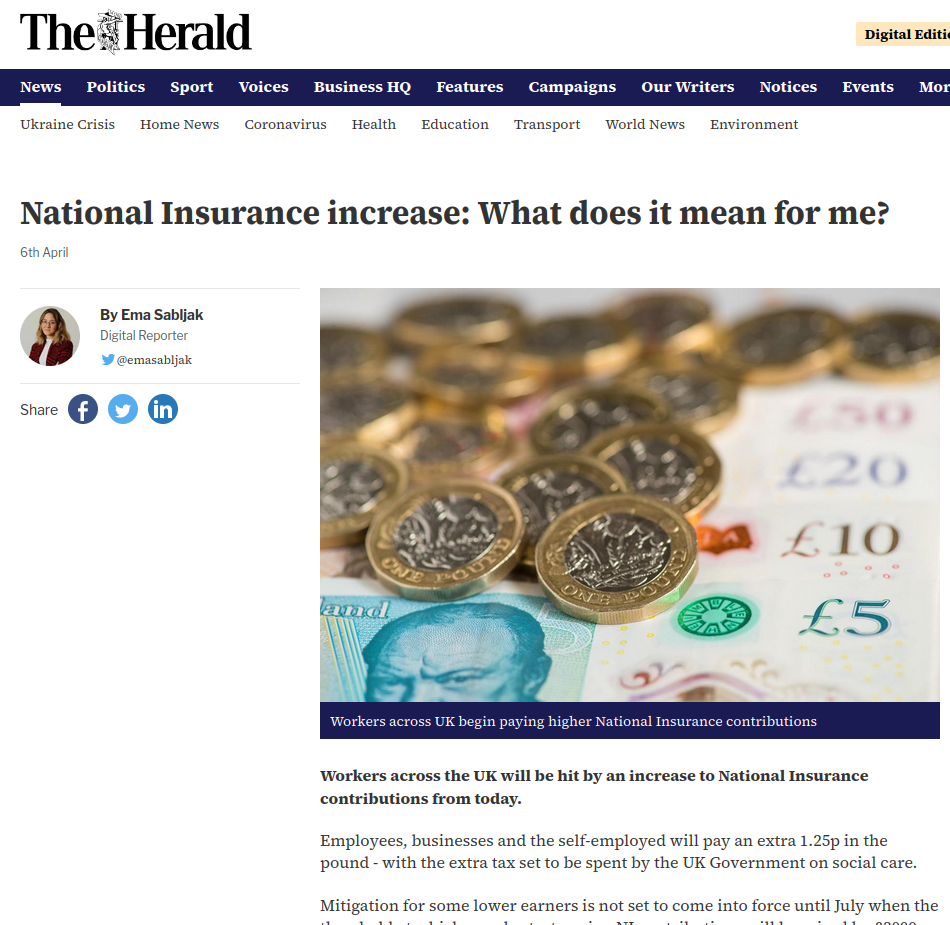 The Herald
Digital Editi
News Politics Sport Voices Business HQ Features Campaigns Our Writers Notices Events Mor
Ukraine Crisis Home News Coronavirus Health Education Transport World News Environment
National Insurance increase: What does it mean for me?
6th April
By Ema Sabljak
Digital Reporter
@emasabljak
Share
£50
£20
£10
£5
ONE POUND
ONE POUND
land
Workers across UK begin paying higher National Insurance contributions
Workers across the UK will be hit by an increase to National Insurance
contributions from today.
Employees, businesses and the self-employed will pay an extra 1.25p in the
pound - with the extra tax set to be spent by the UK Government on social care.
Mitigation for some lower earners is not set to come into force until July when the